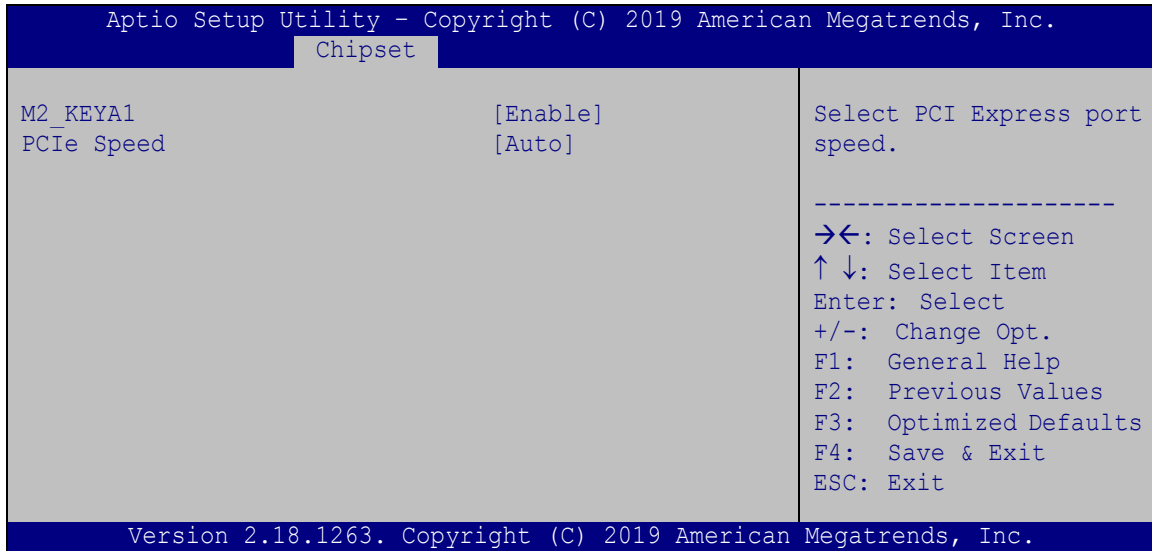 Aptio Setup Utility – Copyright (C) 2019 American Megatrends, Inc.
Chipset
M2_KEYA1 [Enable]
PCIe Speed [Auto]
Select PCI Express port
speed.
---------------------
→←: Select Screen
↑ ↓: Select Item
Enter: Select
+/-: Change Opt.
F1: General Help
F2: Previous Values
F3: Optimized Defaults
F4: Save & Exit
ESC: Exit
Version 2.18.1263. Copyright (C) 2019 American Megatrends, Inc.